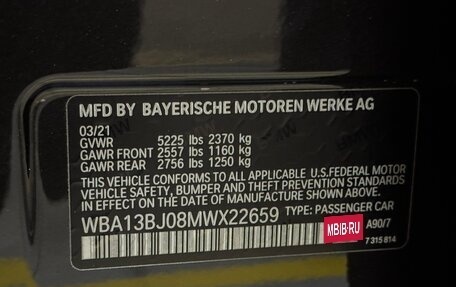 MFD BY BAYERISCHE MOTOREN WERKE AG
03/21
GVWR 5225 lbs 2370 kg
GAWR FRONT 2557 lbs 1160 kg
GAWR REAR 2756 lbs 1250 kg
THIS VEHICLE CONFORMS TO ALL APPLICABLE U.S.FEDERAL MOTOR
VEHICLE SAFETY, BUMPER AND THEFT PREVENTION STANDARDS
IN EFFECT ON THE DATE OF MANUFACTURE SHOWN ABOVE.
WBA13BJ08MWX22659 TYPE: PASSENGER CAR
MBIB.RU A90/7
7 315 814